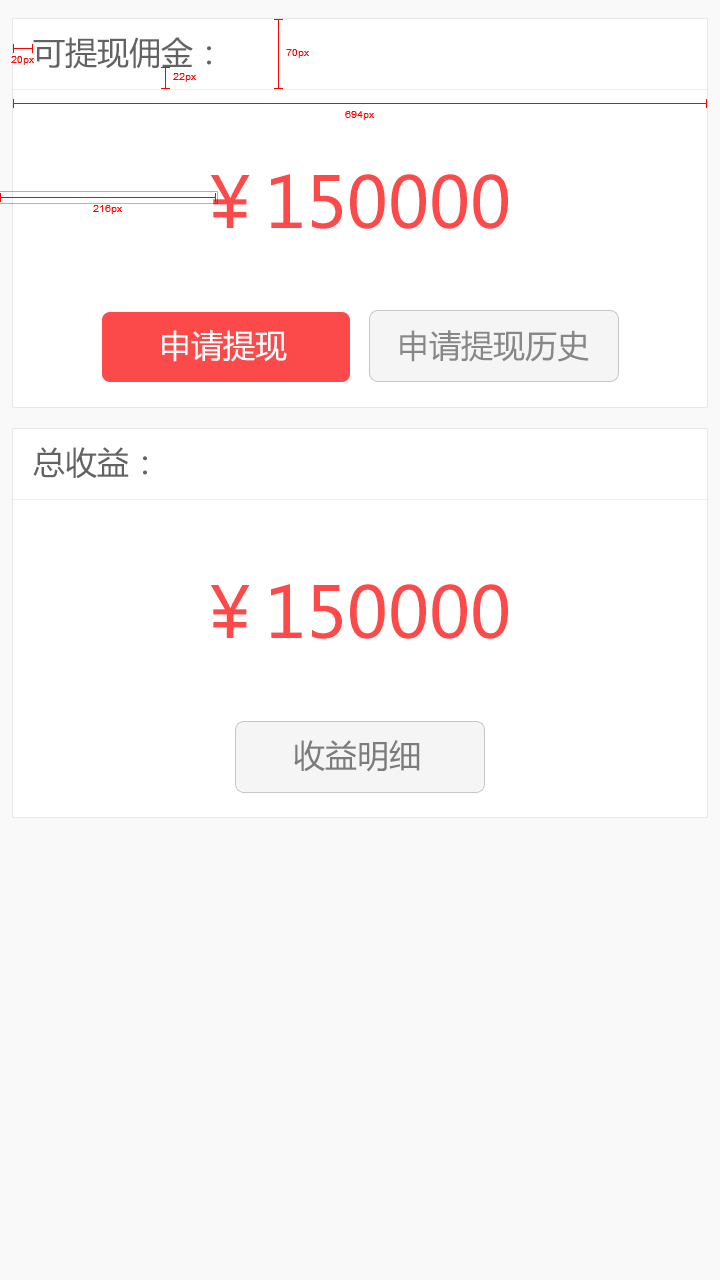 可提现佣金：
20px
22px
70px
694px
216px
¥ 150000
申请提现
申请提现历史
总收益：
¥ 150000
收益明细